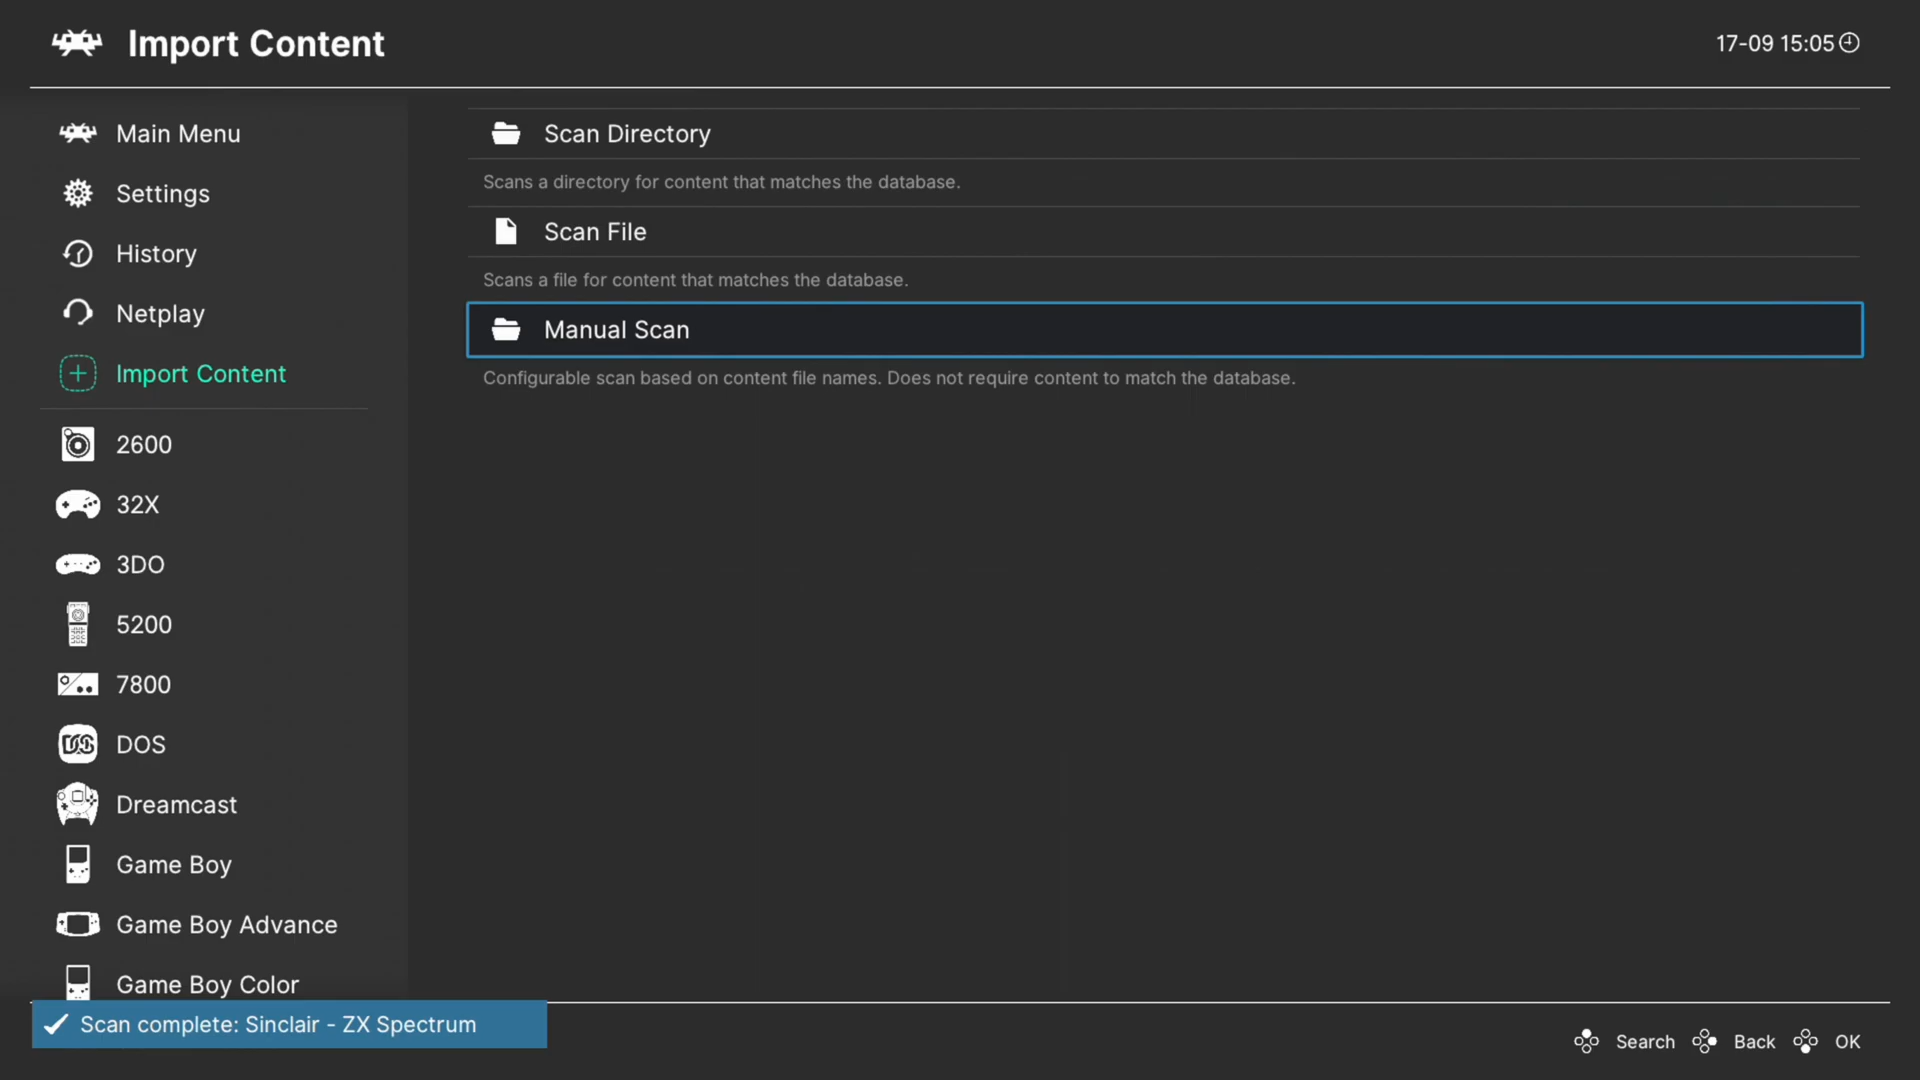 Import Content
17-09 15:05
Main Menu
Settings
History
Netplay
Import Content
2600
32X
3DO
5200
7800
DOS
Dreamcast
Game Boy
Game Boy Advance
Game Boy Color
Scan Directory
Scans a directory for content that matches the database.
Scan File
Scans a file for content that matches the database.
Manual Scan
Configurable scan based on content file names. Does not require content to match the database.
Scan complete: Sinclair - ZX Spectrum
Search Back OK